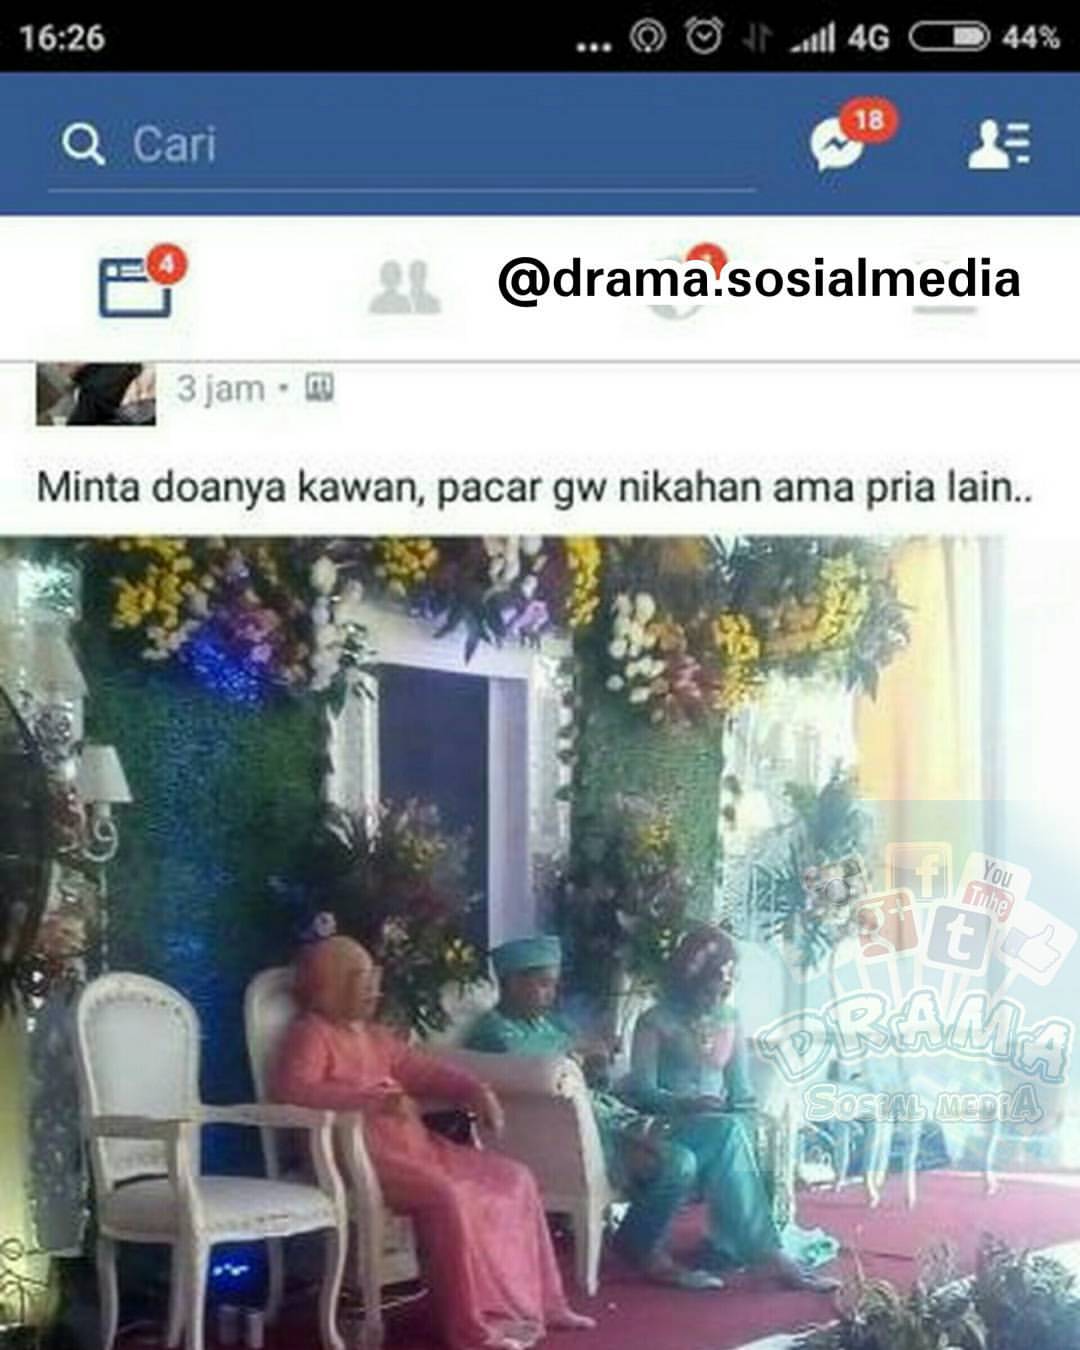 16:26
4G
44%
Cari
18
4
@drama.sosialmedia
3 jam
Minta doanya kawan, pacar gw nikahan ama pria lain..
f
You
Tube
g+
t
DRAMA
SOSIAL MEDIA